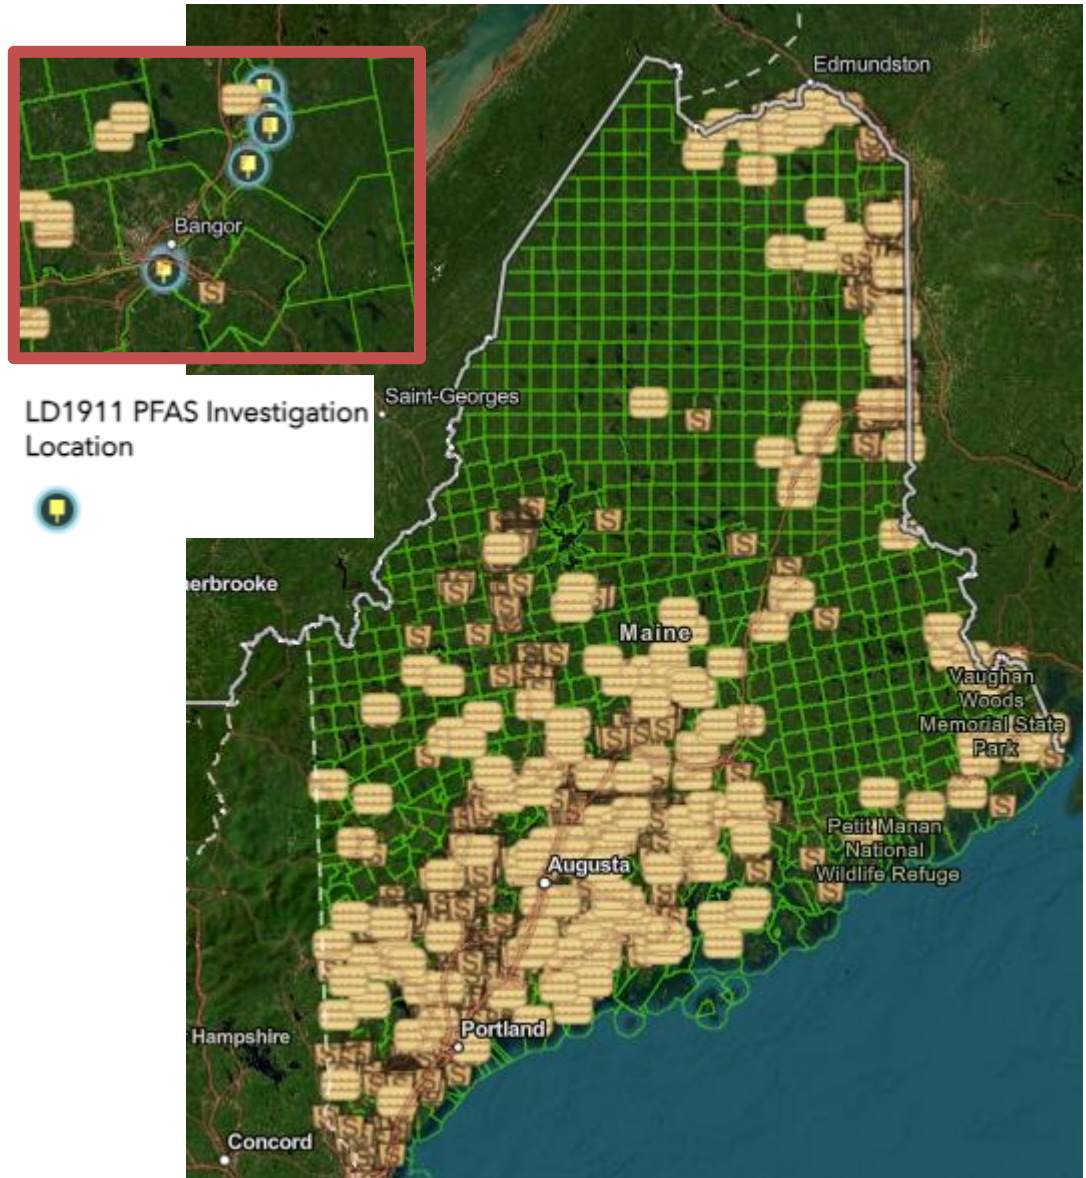 Edmundston
Bangor
S
LD1911 PFAS Investigation
Location
Saint-Georges
erbrooke
Maine
Vaughan
Woods
Memorial State
Park
Petit Manan
National
Wildlife Refuge
Augusta
Portland
Hampshire
Concord